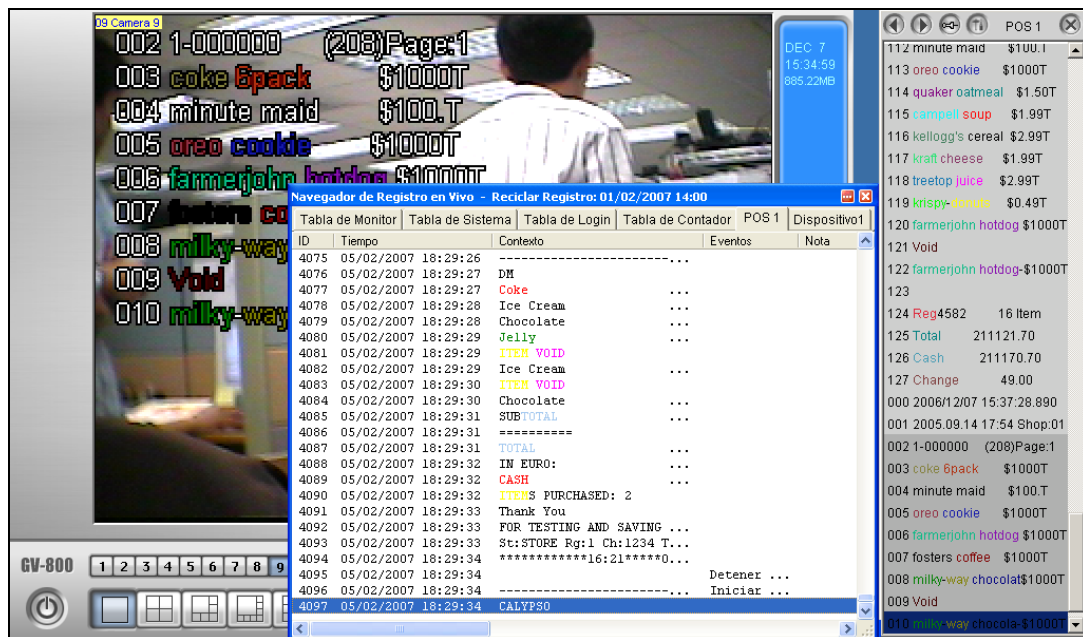 09 Camera 9
002 1-000000 (208)Page:1
003 coke 6pack $1000T
004 minute maid $100.T
005 oreo cookie $1000T
006 farmerjohn hotdog $1000T
007 fosters co
008 milky-way
009 Void
010 milky-way
DEC 7
15:34:59
885.22MB
Navegador de Registro en Vivo - Reciclar Registro: 01/02/2007 14:00
Tabla de Monitor Tabla de Sistema Tabla de Login Tabla de Contador POS 1 Dispositivo1
ID Tiempo Contexto Eventos Nota
4075 05/02/2007 18:29:26 -----------------------...
4076 05/02/2007 18:29:27 DM
4077 05/02/2007 18:29:27 Coke ...
4078 05/02/2007 18:29:28 Ice Cream ...
4079 05/02/2007 18:29:28 Chocolate ...
4080 05/02/2007 18:29:29 Jelly ...
4081 05/02/2007 18:29:29 ITEM VOID
4082 05/02/2007 18:29:29 Ice Cream ...
4083 05/02/2007 18:29:30 ITEM VOID
4084 05/02/2007 18:29:30 Chocolate ...
4085 05/02/2007 18:29:31 SUBTOTAL ...
4086 05/02/2007 18:29:31 ==========
4087 05/02/2007 18:29:31 TOTAL ...
4088 05/02/2007 18:29:32 IN EURO: ...
4089 05/02/2007 18:29:32 CASH ...
4090 05/02/2007 18:29:32 ITEMS PURCHASED: 2
4091 05/02/2007 18:29:33 Thank You
4092 05/02/2007 18:29:33 FOR TESTING AND SAVING ...
4093 05/02/2007 18:29:33 St:STORE Rg:1 Ch:1234 T...
4094 05/02/2007 18:29:34 ************16:21*****0...
4095 05/02/2007 18:29:34 Detener ...
4096 05/02/2007 18:29:34 -----------------------... Iniciar ...
4097 05/02/2007 18:29:34 CALYPSO
GV-800
1 2 3 4 5 6 7 8 9
POS 1
112 minute maid $100.T
113 oreo cookie $1000T
114 quaker oatmeal $1.50T
115 campell soup $1.99T
116 kellogg's cereal $2.99T
117 kraft cheese $1.99T
118 treetop juice $2.99T
119 krispy-donuts $0.49T
120 farmerjohn hotdog $1000T
121 Void
122 farmerjohn hotdog-$1000T
123
124 Reg4582 16 Item
125 Total 211121.70
126 Cash 211170.70
127 Change 49.00
000 2006/12/07 15:37:28.890
001 2005.09.14 17:54 Shop:01
002 1-000000 (208)Page:1
003 coke 6pack $1000T
004 minute maid $100.T
005 oreo cookie $1000T
006 farmerjohn hotdog $1000T
007 fosters coffee $1000T
008 milky-way chocolat$1000T
009 Void
010 milky-way chocola-$1000T